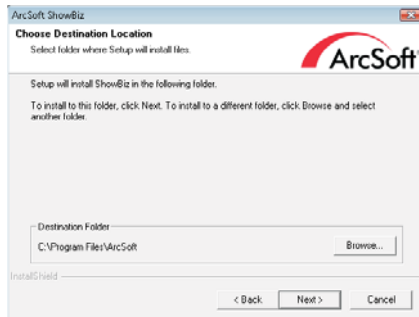 ArcSoft ShowBiz
Choose Destination Location
Select folder where Setup will install files.
ArcSoft
Setup will install ShowBiz in the following folder.
To install to this folder, click Next. To install to a different folder, click Browse and select
another folder.
Destination Folder
C:\Program Files\ArcSoft
Browse...
InstallShield
< Back
Next >
Cancel